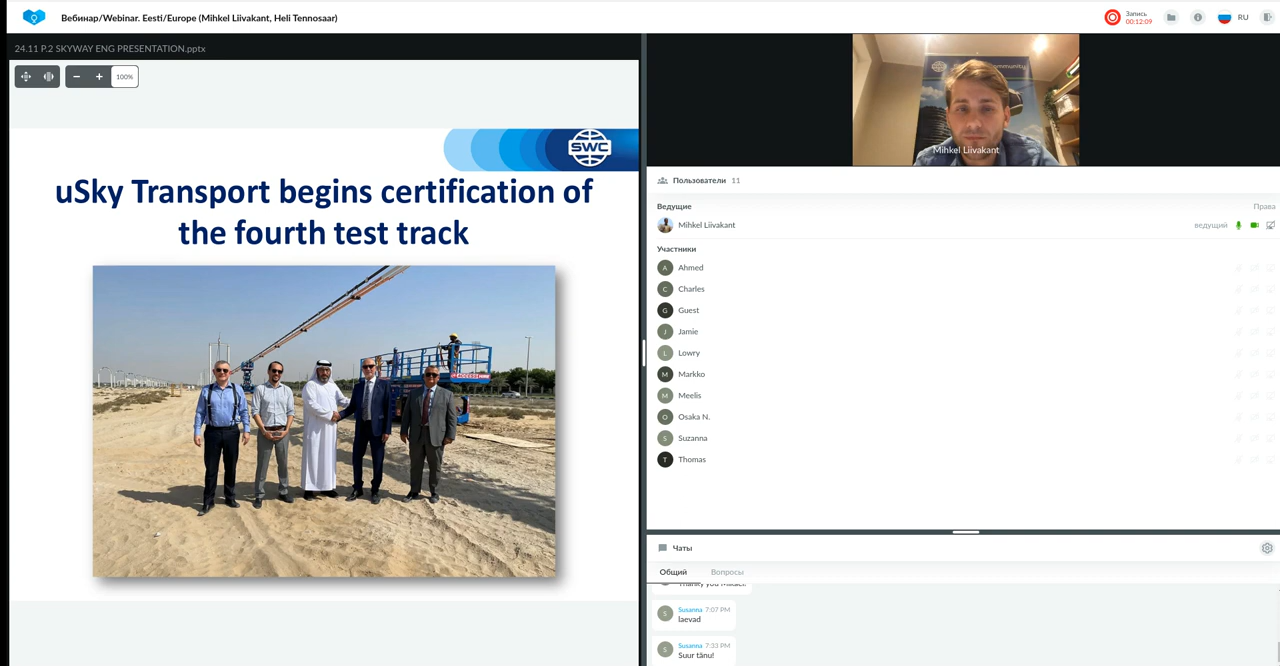 Вебинар/Webinar. Eesti/Europe (Mihkel Liivakant, Heli Tennosaar)
Запись
00:12:09
RU
24.11 P.2 SKYWAY ENG PRESENTATION.pptx
100%
SWC
uSky Transport begins certification of
the fourth test track
Mihkel Liivakant
Пользователи 11
Ведущие
Права
Mihkel Liivakant
ведущий
Участники
A Ahmed
C Charles
G Guest
J Jamie
L Lowry
M Markko
M Meelis
O Osaka N.
S Suzanna
T Thomas
Чаты
Общий
Вопросы
S Susanna 7:07 PM
laevad
S Susanna 7:33 PM
Suur tänu!